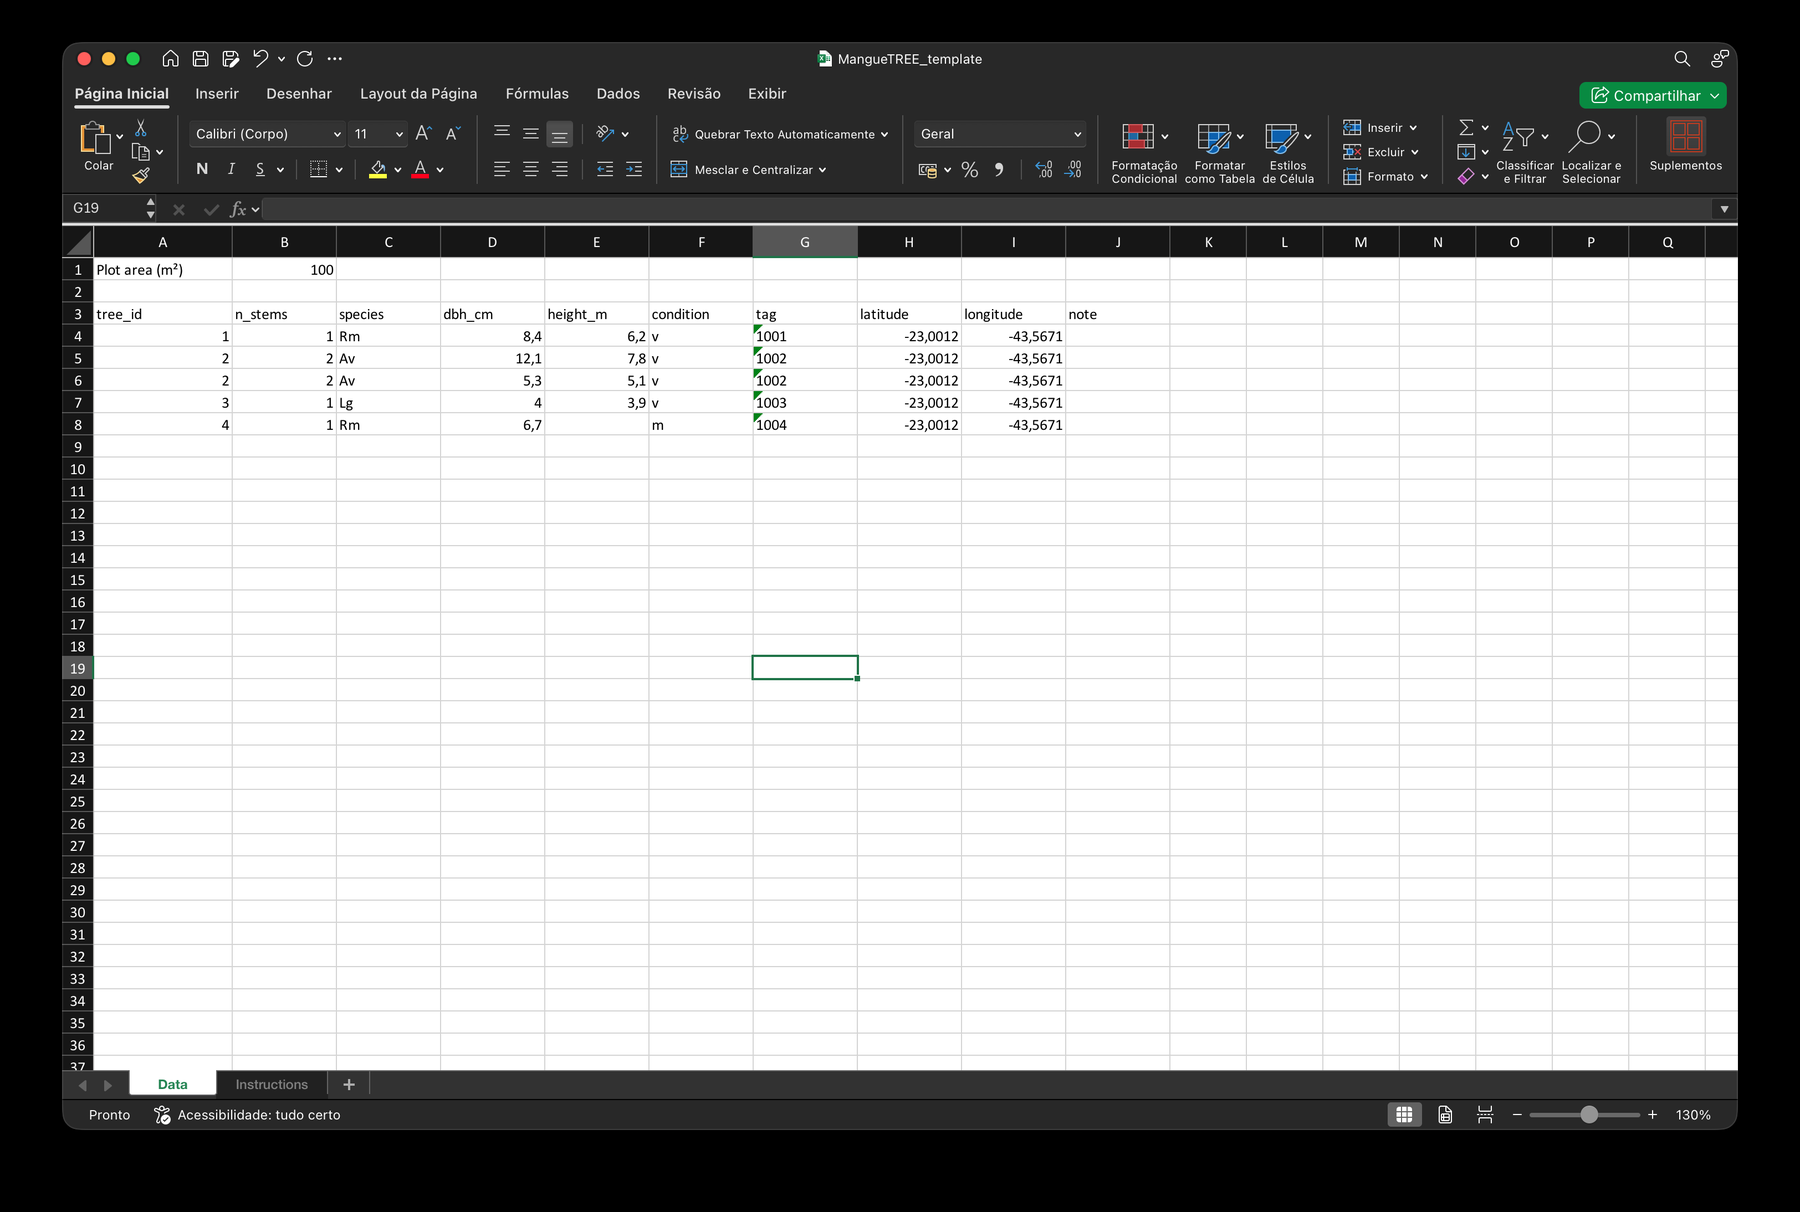 MangueTREE_template
Página Inicial Inserir Desenhar Layout da Página Fórmulas Dados Revisão Exibir Compartilhar
Colar
Calibri (Corpo) 11
N I S
Quebrar Texto Automaticamente
Mesclar e Centralizar
Geral
Formatação Condicional
Formatar como Tabela
Estilos de Célula
Inserir
Excluir
Formato
Classificar e Filtrar
Localizar e Selecionar
Suplementos
G19 fx
A B C D E F G H I J K L M N O P Q
1 Plot area (m²) 100
2
3 tree_id n_stems species dbh_cm height_m condition tag latitude longitude note
4 1 1 Rm 8,4 6,2 v 1001 -23,0012 -43,5671
5 2 2 Av 12,1 7,8 v 1002 -23,0012 -43,5671
6 2 2 Av 5,3 5,1 v 1002 -23,0012 -43,5671
7 3 1 Lg 4 3,9 v 1003 -23,0012 -43,5671
8 4 1 Rm 6,7 m 1004 -23,0012 -43,5671
9
10
11
12
13
14
15
16
17
18
19
20
21
22
23
24
25
26
27
28
29
30
31
32
33
34
35
36
37
Data Instructions +
Pronto Acessibilidade: tudo certo 130%